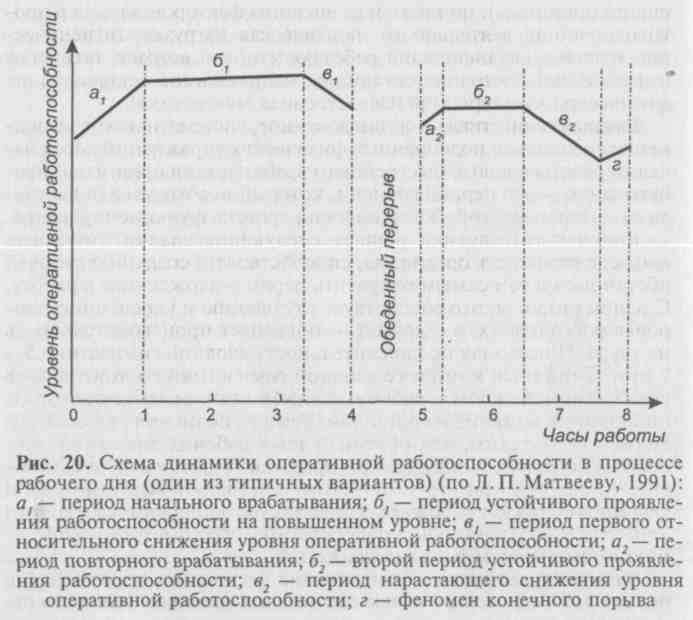 Уровень оперативной работоспособности
а₁
б₁
в₁
Обеденный перерыв
а₂
б₂
в₂
г
0 1 2 3 4 5 6 7 8
Часы работы
Рис. 20. Схема динамики оперативной работоспособности в процессе
рабочего дня (один из типичных вариантов) (по Л. П. Матвееву, 1991):
а₁ — период начального врабатывания; б₁ — период устойчивого проявле-
ния работоспособности на повышенном уровне; в₁ — период первого от-
носительного снижения уровня оперативной работоспособности; а₂ — пе-
риод повторного врабатывания; б₂ — второй период устойчивого проявле-
ния работоспособности; в₂ — период нарастающего снижения уровня
оперативной работоспособности; г — феномен конечного порыва